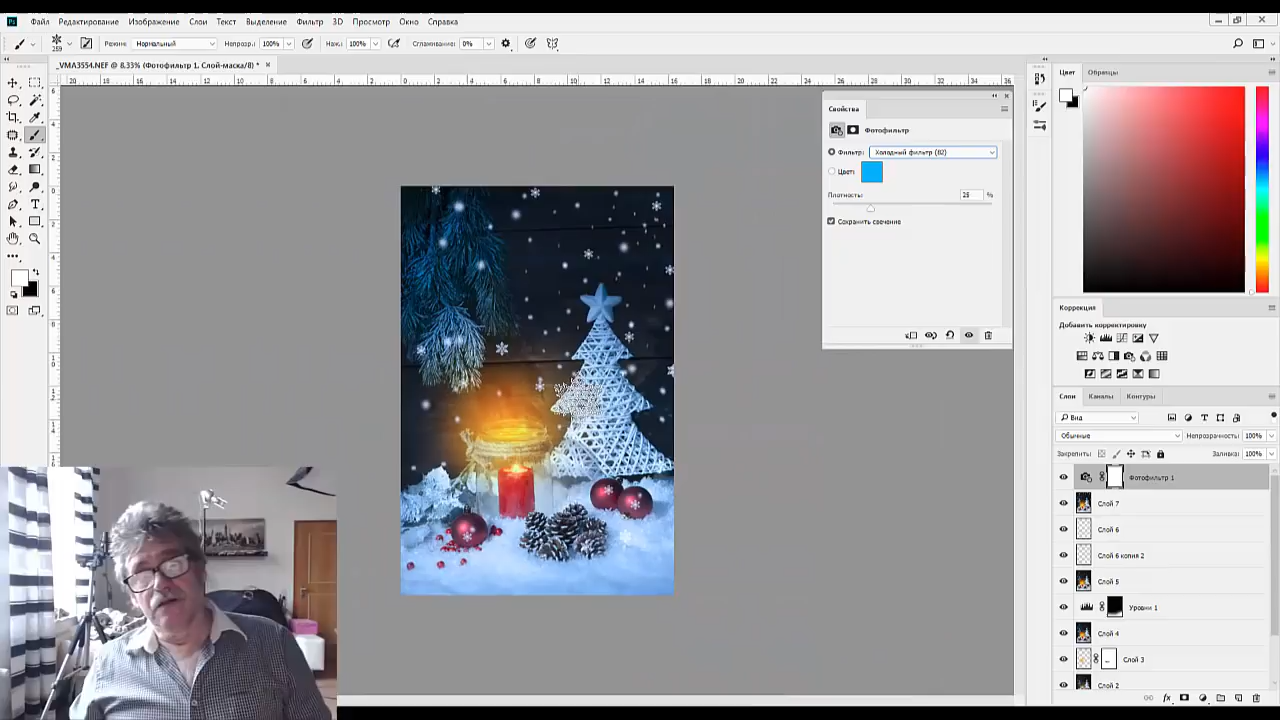 Файл Редактирование Изображение Слои Текст Выделение Фильтр 3D Просмотр Окно Справка
259 Режим: Нормальный Непрозр.: 100% Наж.: 100% Сглаживание: 0%
_VMA3554.NEF @ 8,33% (Фотофильтр 1, Слой-маска/8) *
Свойства
Фотофильтр
Фильтр: Холодный фильтр (82)
Цвет:
Плотность: 25 %
Сохранить свечение
Цвет Образцы
Коррекция
Добавить корректировку
Слои Каналы Контуры
Вид
Обычные Непрозрачность: 100%
Закрепить: Заливка: 100%
Фотофильтр 1
Слой 7
Слой 6
Слой 6 копия 2
Слой 5
Уровни 1
Слой 4
Слой 3
Слой 2